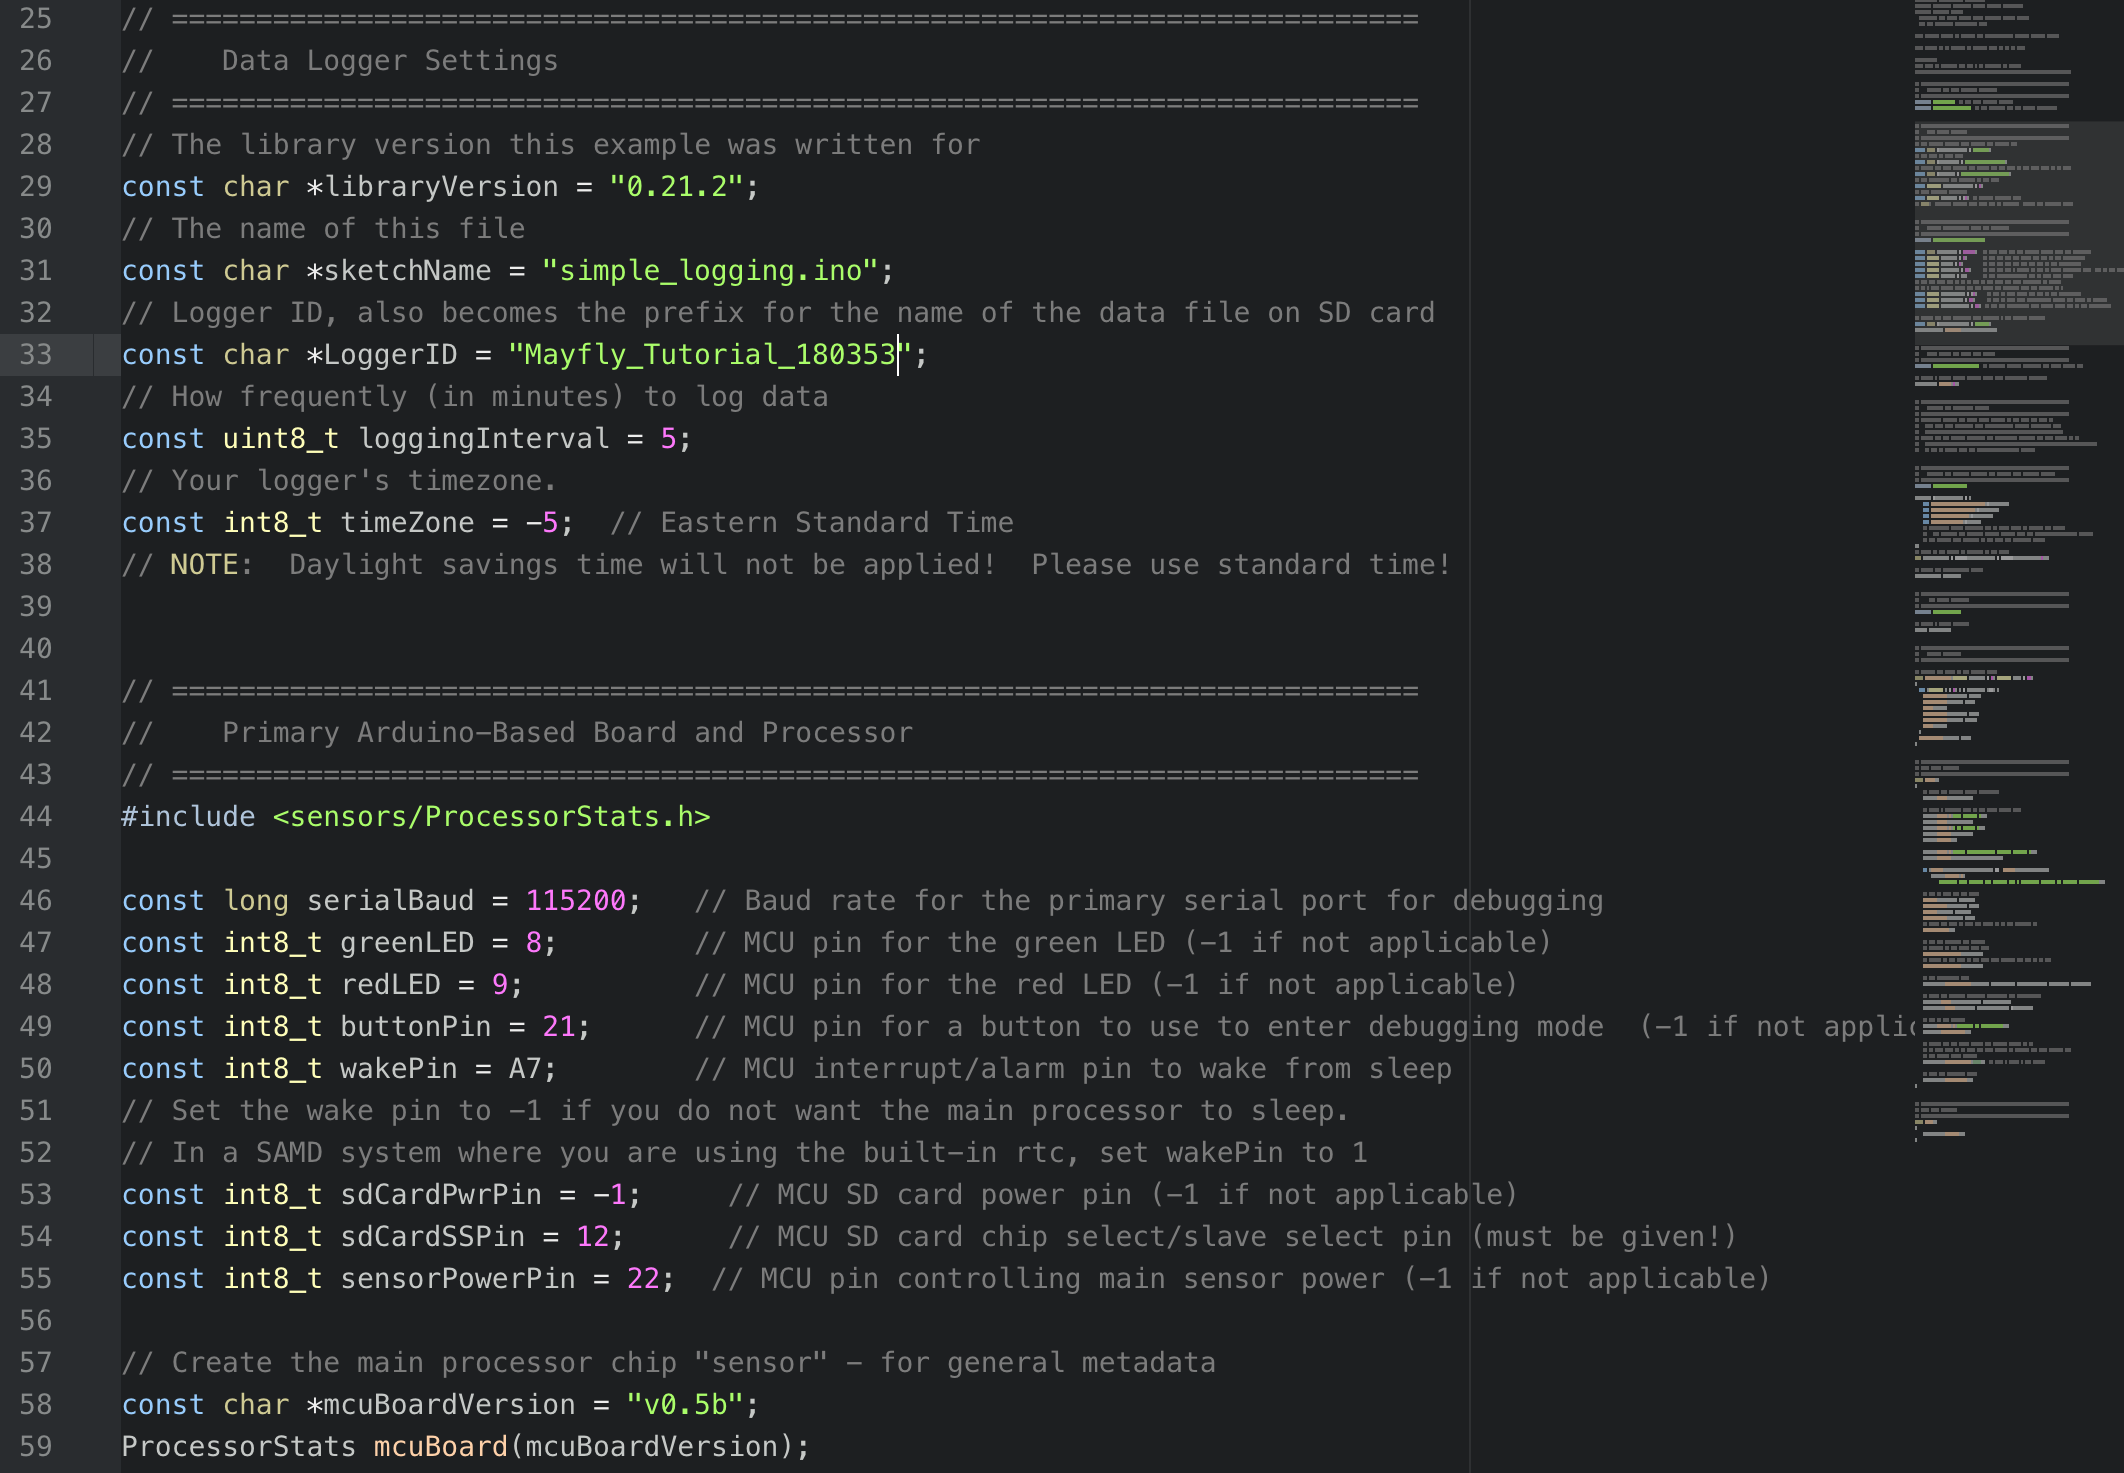 25 // ==========================================================================
26 //    Data Logger Settings
27 // ==========================================================================
28 // The library version this example was written for
29 const char *libraryVersion = "0.21.2";
30 // The name of this file
31 const char *sketchName = "simple_logging.ino";
32 // Logger ID, also becomes the prefix for the name of the data file on SD card
33 const char *LoggerID = "Mayfly_Tutorial_180353";
34 // How frequently (in minutes) to log data
35 const uint8_t loggingInterval = 5;
36 // Your logger's timezone.
37 const int8_t timeZone = -5;  // Eastern Standard Time
38 // NOTE:  Daylight savings time will not be applied!  Please use standard time!
39
40
41 // ==========================================================================
42 //    Primary Arduino-Based Board and Processor
43 // ==========================================================================
44 #include <sensors/ProcessorStats.h>
45
46 const long serialBaud = 115200;   // Baud rate for the primary serial port for debugging
47 const int8_t greenLED = 8;        // MCU pin for the green LED (-1 if not applicable)
48 const int8_t redLED = 9;          // MCU pin for the red LED (-1 if not applicable)
49 const int8_t buttonPin = 21;      // MCU pin for a button to use to enter debugging mode  (-1 if not applic
50 const int8_t wakePin = A7;        // MCU interrupt/alarm pin to wake from sleep
51 // Set the wake pin to -1 if you do not want the main processor to sleep.
52 // In a SAMD system where you are using the built-in rtc, set wakePin to 1
53 const int8_t sdCardPwrPin = -1;     // MCU SD card power pin (-1 if not applicable)
54 const int8_t sdCardSSPin = 12;      // MCU SD card chip select/slave select pin (must be given!)
55 const int8_t sensorPowerPin = 22;  // MCU pin controlling main sensor power (-1 if not applicable)
56
57 // Create the main processor chip "sensor" - for general metadata
58 const char *mcuBoardVersion = "v0.5b";
59 ProcessorStats mcuBoard(mcuBoardVersion);